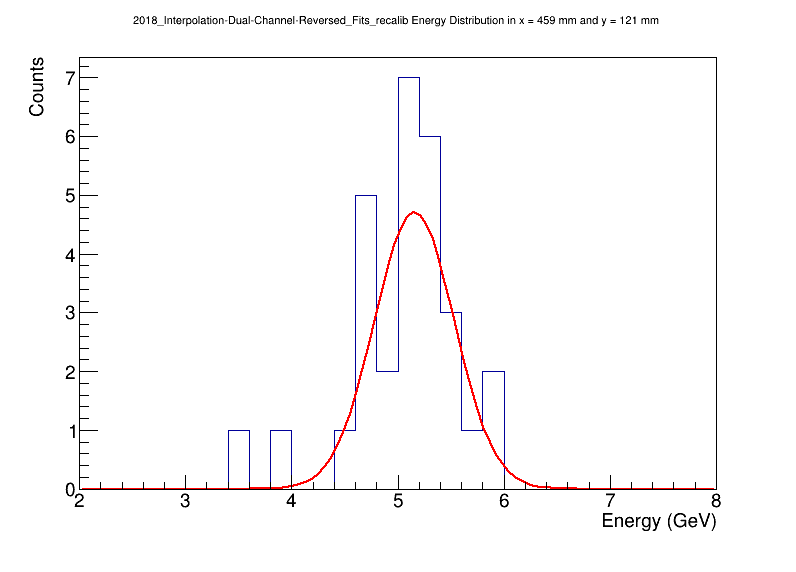 2018_Interpolation-Dual-Channel-Reversed_Fits_recalib Energy Distribution in x = 459 mm and y = 121 mm
Counts
7
6
5
4
3
2
1
0
2 3 4 5 6 7 8
Energy (GeV)